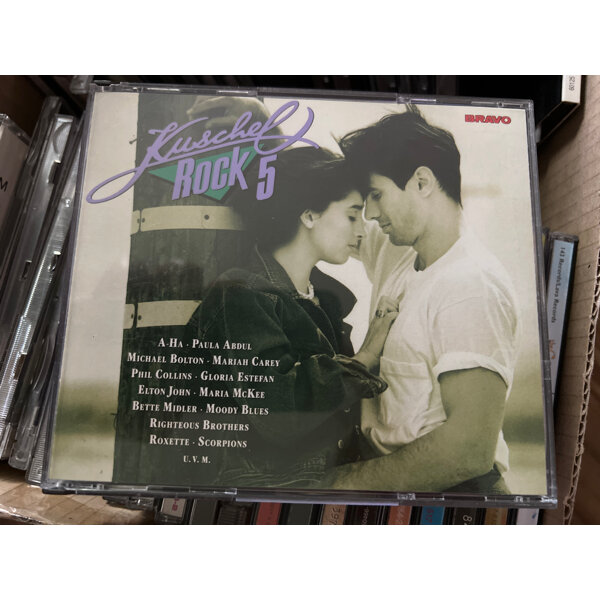 Kuschel
Rock 5
BRAVO
A-Ha · Paula Abdul
Michael Bolton · Mariah Carey
Phil Collins · Gloria Estefan
Elton John · Maria McKee
Bette Midler · Moody Blues
Righteous Brothers
Roxette · Scorpions
u.v.m.